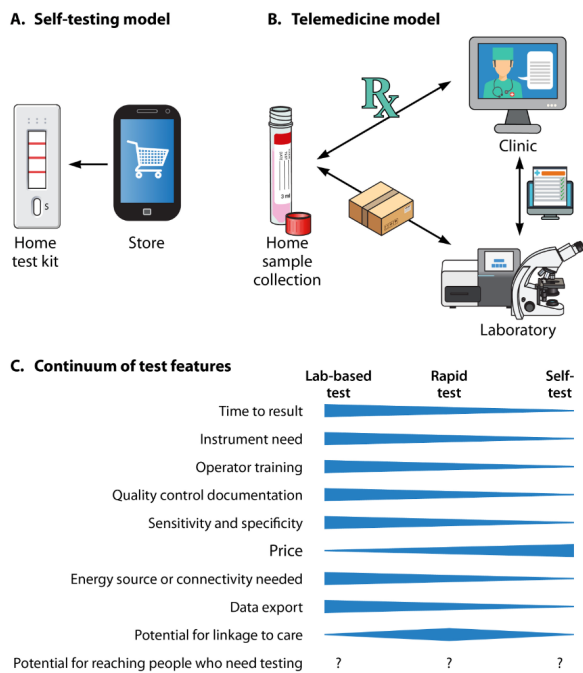 A. Self-testing model
B. Telemedicine model
Rx
S
3 ml
Clinic
Home
test kit
Store
Home
sample
collection
Laboratory
C. Continuum of test features
Lab-based
test
Rapid
test
Self-
test
Time to result
Instrument need
Operator training
Quality control documentation
Sensitivity and specificity
Price
Energy source or connectivity needed
Data export
Potential for linkage to care
Potential for reaching people who need testing ? ? ?